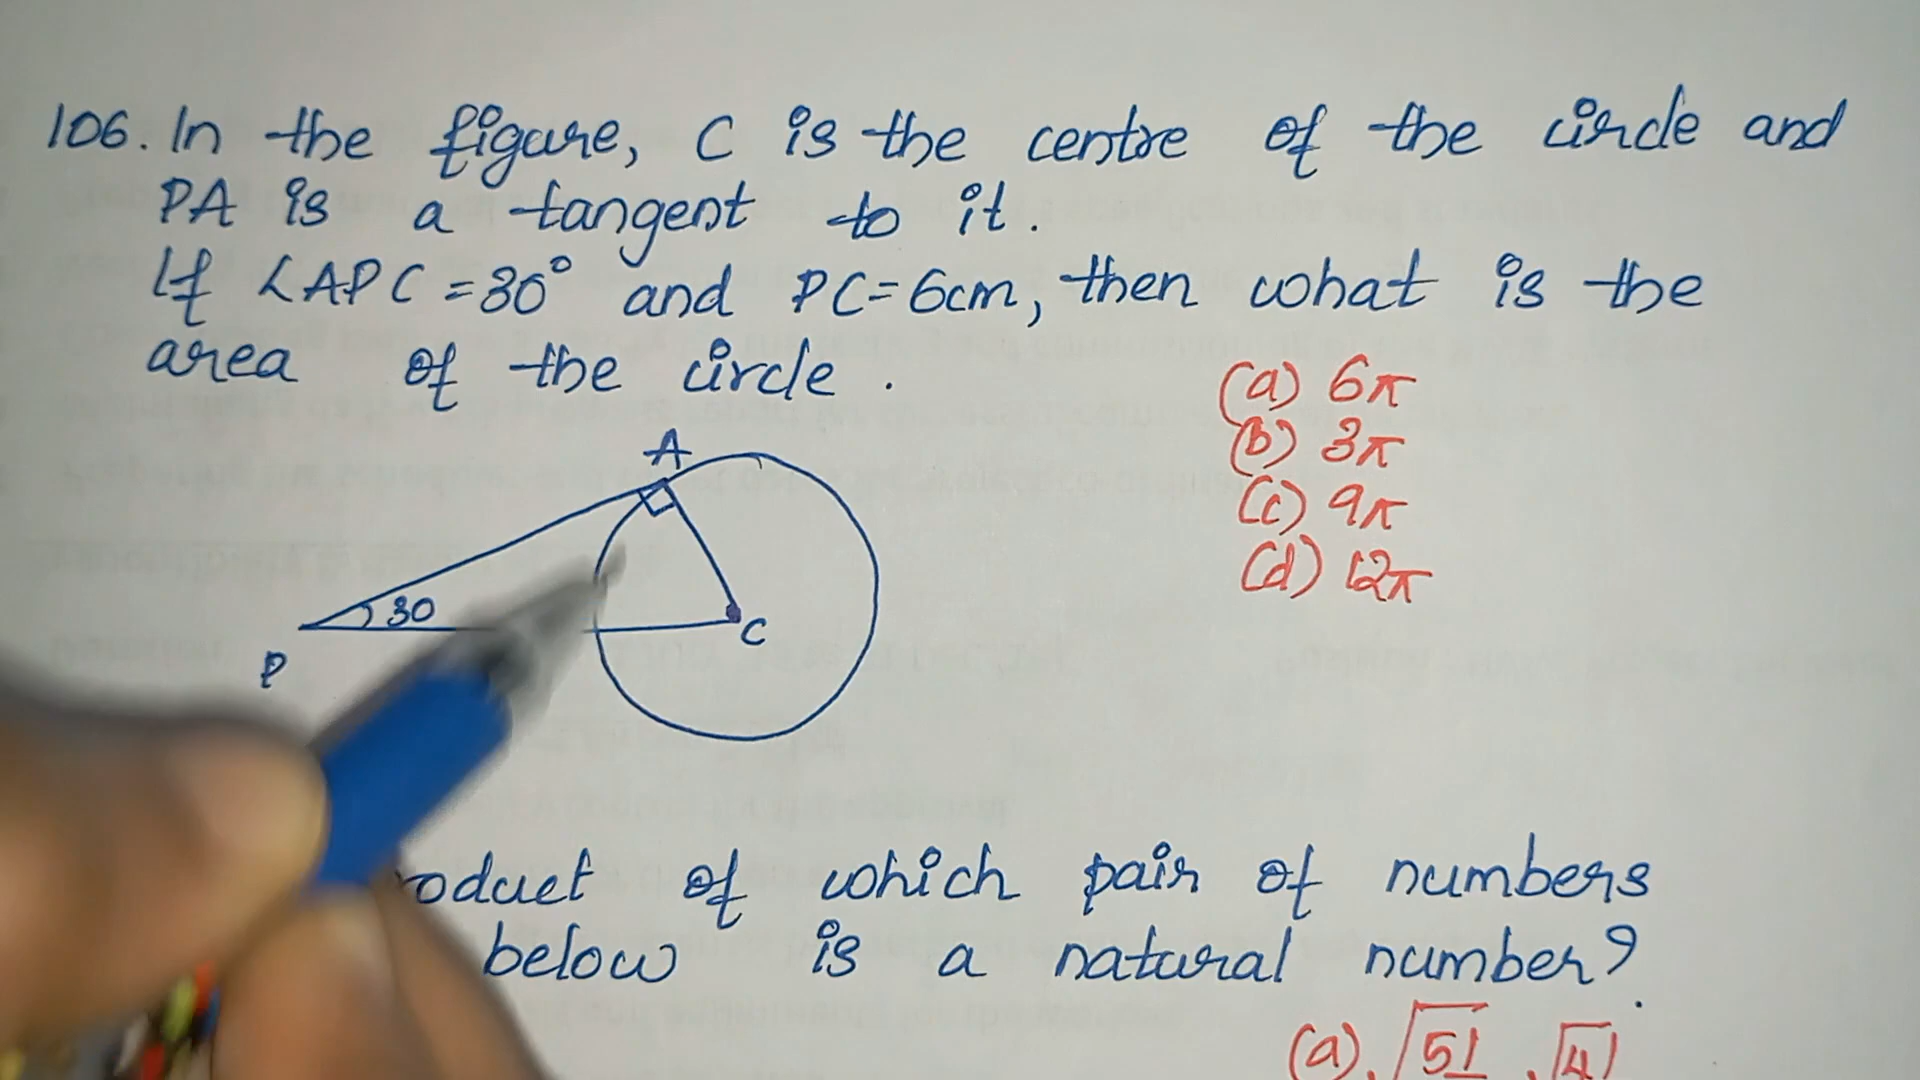 106. In the figure, C is the centre of the circle and
PA is a tangent to it.
If ∠APC = 30° and PC = 6cm, then what is the
area of the circle.
(a) 6π
(b) 3π
(c) 9π
(d) 12π
A
30
C
P
of which pair of numbers
below is a natural number?
(a). √51, √41